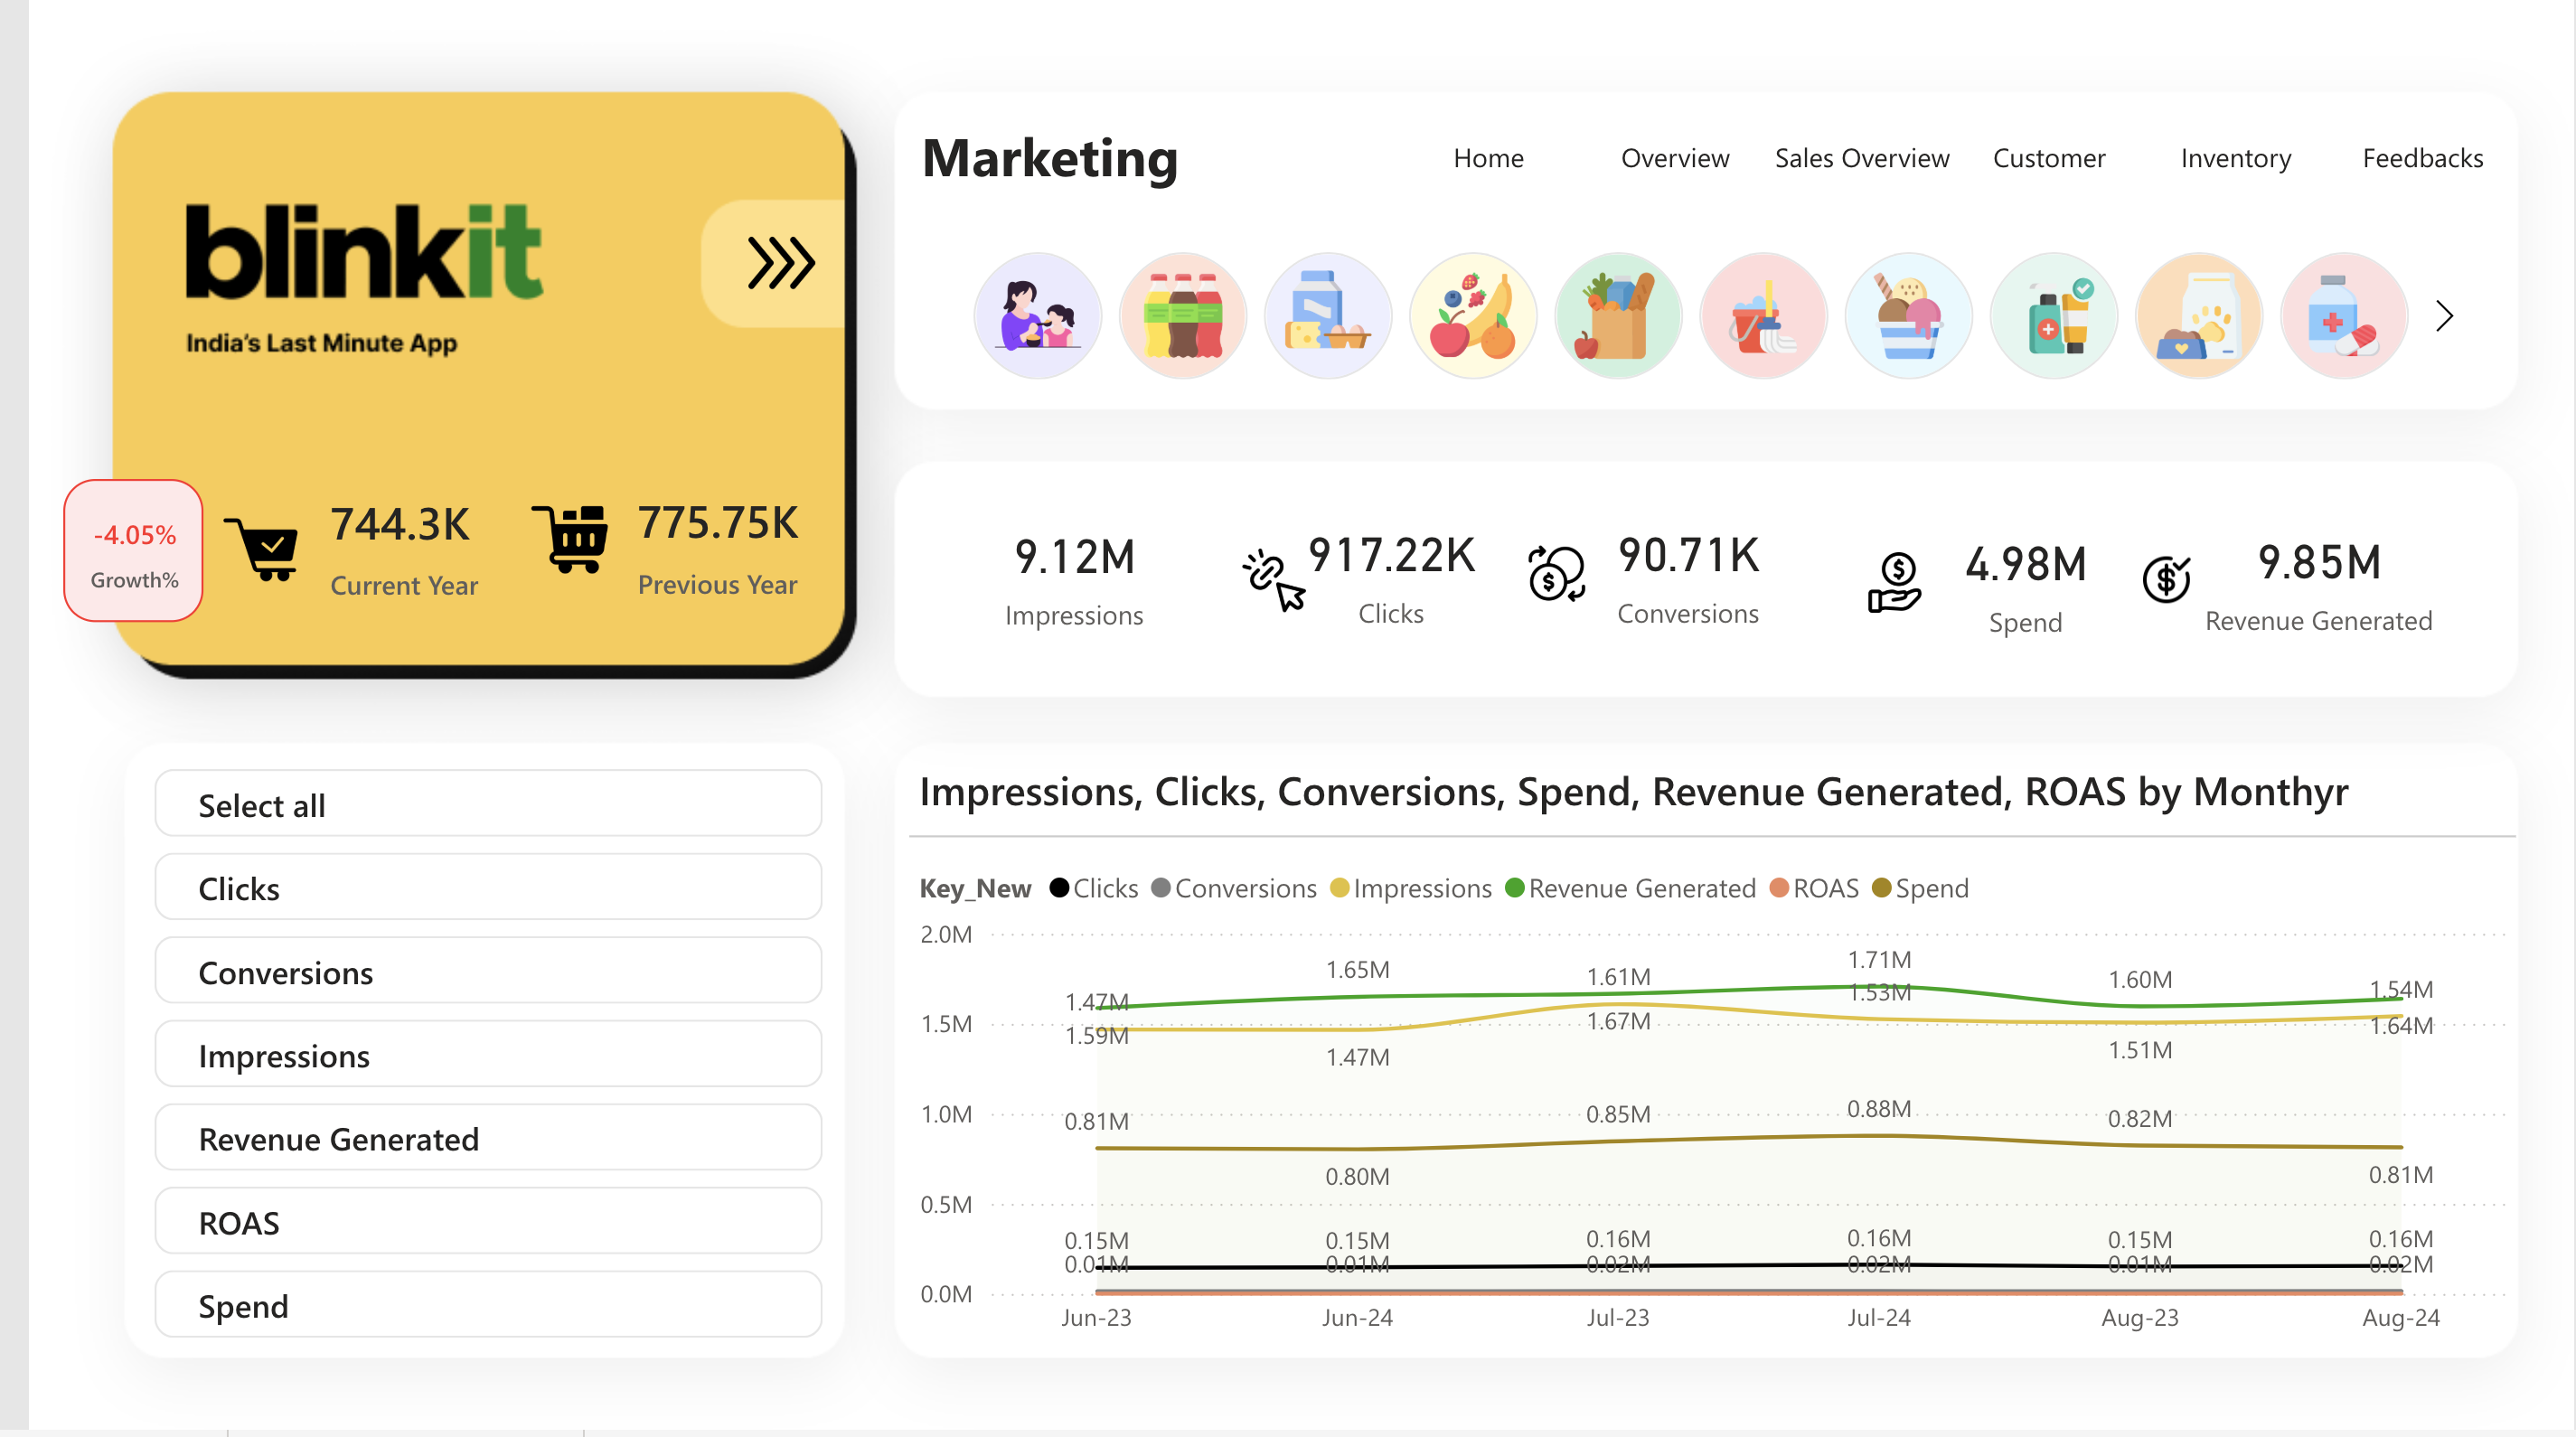 blinkit
India's Last Minute App
-4.05%
Growth%
744.3K
Current Year
775.75K
Previous Year
Marketing
Home Overview Sales Overview Customer Inventory Feedbacks
9.12M
Impressions
917.22K
Clicks
90.71K
Conversions
4.98M
Spend
9.85M
Revenue Generated
Select all
Clicks
Conversions
Impressions
Revenue Generated
ROAS
Spend
Impressions, Clicks, Conversions, Spend, Revenue Generated, ROAS by Monthyr
Key_New Clicks Conversions Impressions Revenue Generated ROAS Spend
2.0M
1.65M 1.61M 1.71M 1.60M
1.47M 1.53M 1.54M
1.5M
1.59M 1.47M 1.67M 1.51M 1.64M
1.0M
0.81M 0.85M 0.88M 0.82M
0.80M 0.81M
0.5M
0.15M 0.15M 0.16M 0.16M 0.15M 0.16M
0.01M 0.01M 0.02M 0.02M 0.01M 0.02M
0.0M
Jun-23 Jun-24 Jul-23 Jul-24 Aug-23 Aug-24